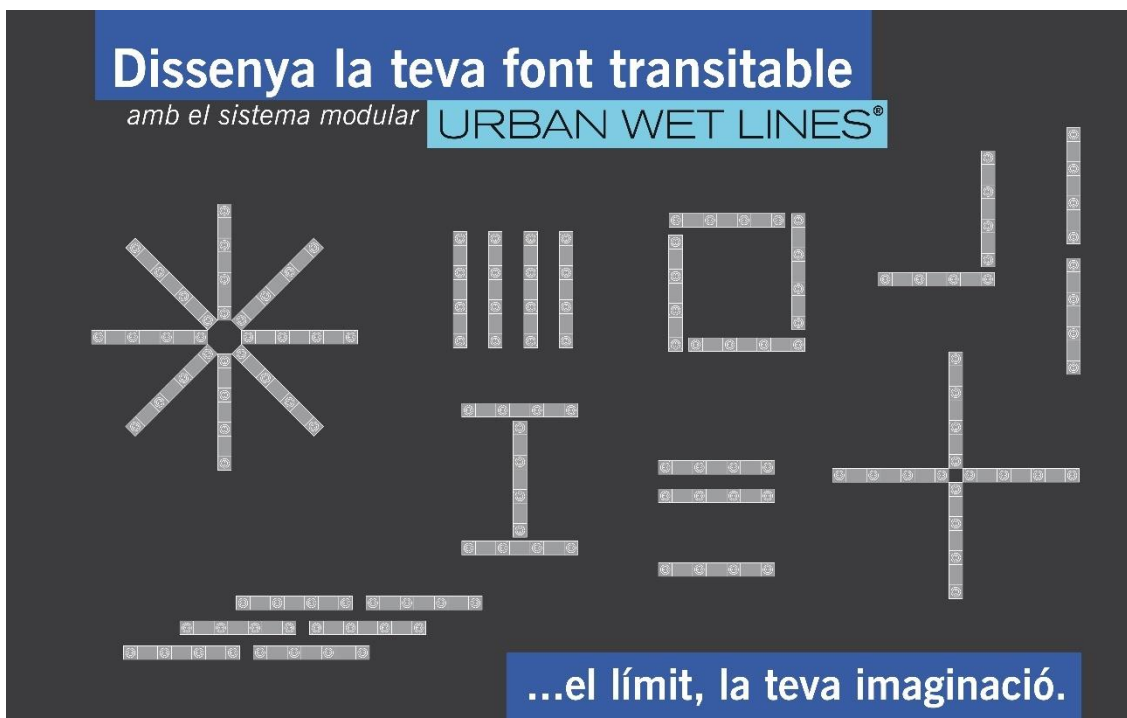 Dissenya la teva font transitable
amb el sistema modular URBAN WET LINES®
...el límit, la teva imaginació.